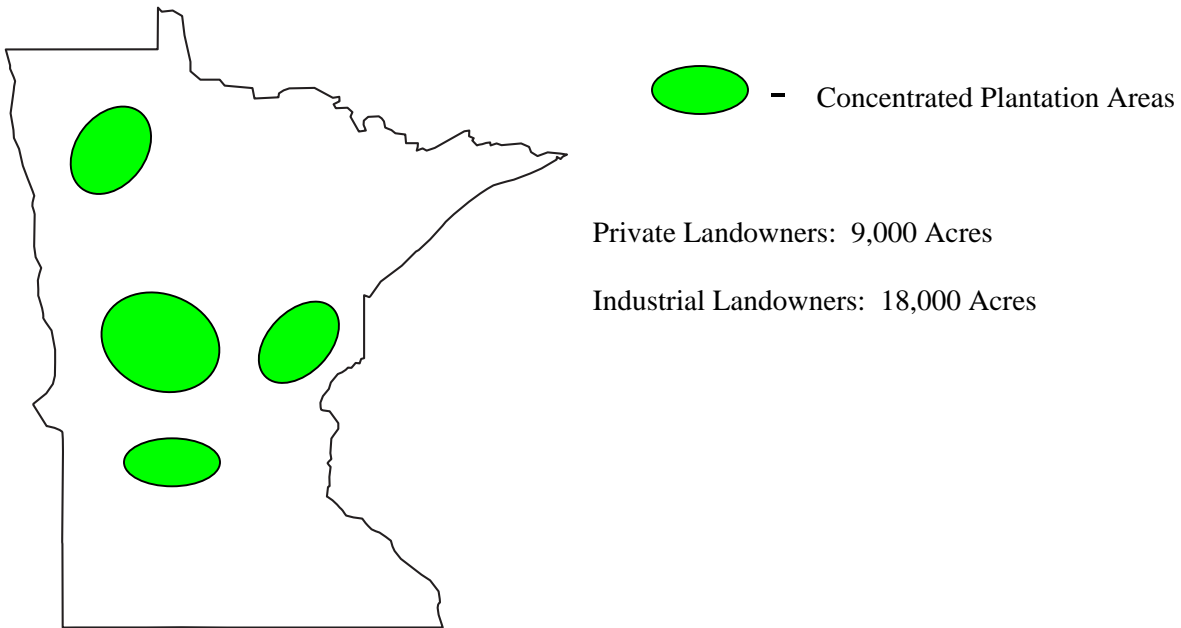 - Concentrated Plantation Areas
Private Landowners: 9,000 Acres
Industrial Landowners: 18,000 Acres